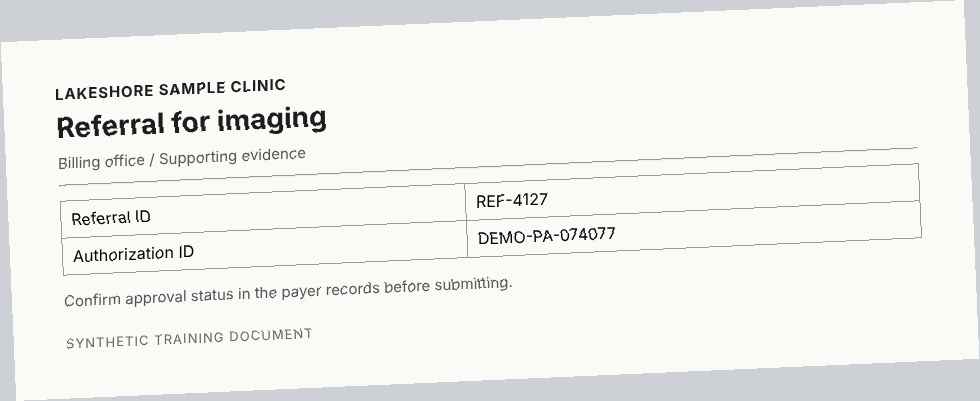 LAKESHORE SAMPLE CLINIC
Referral for imaging
Billing office / Supporting evidence
Referral ID REF-4127
Authorization ID DEMO-PA-074077
Confirm approval status in the payer records before submitting.
SYNTHETIC TRAINING DOCUMENT